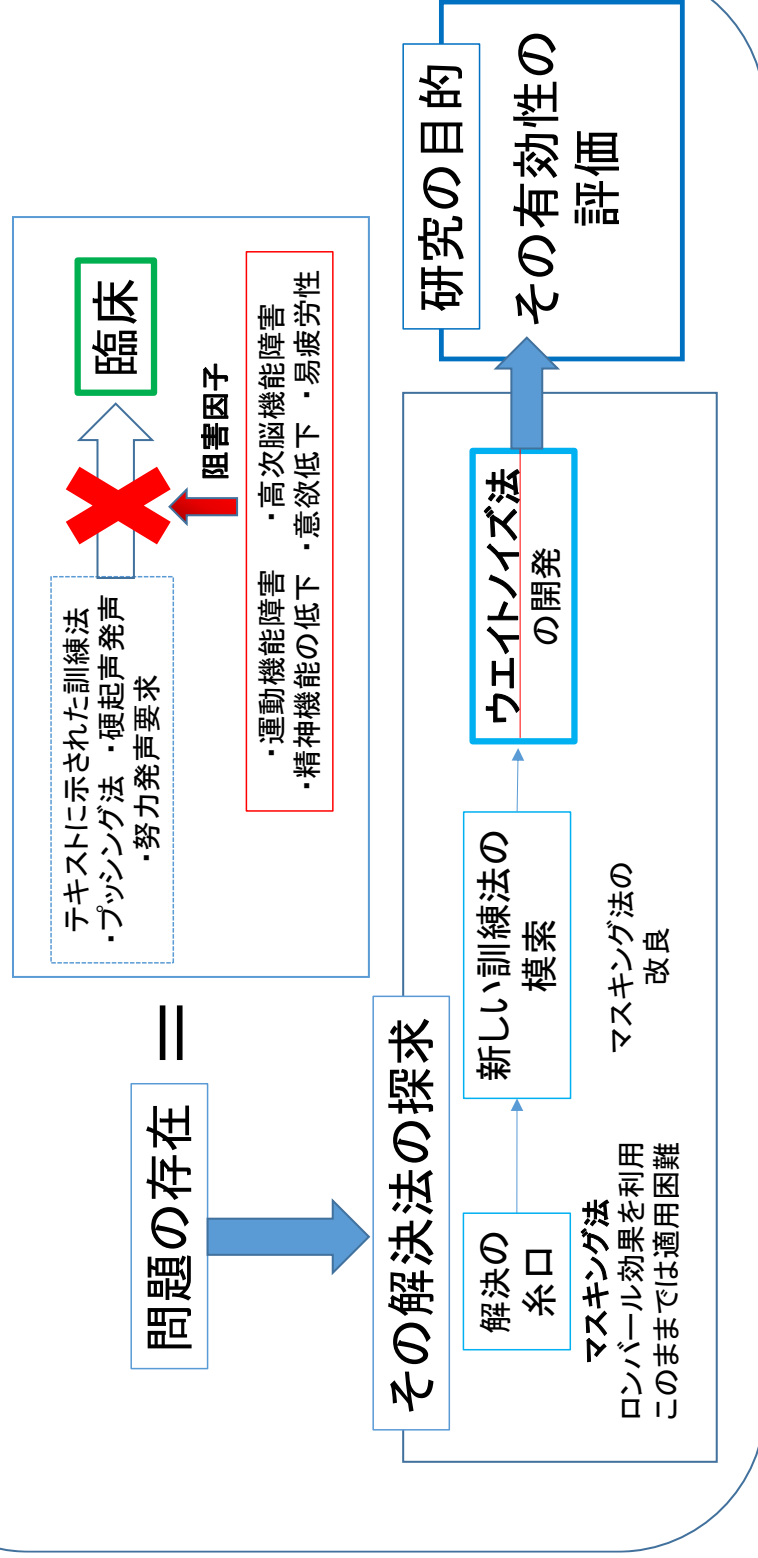 問題の存在
＝
テキストに示された訓練法
・プッシング法 ・硬起声発声
・努力発声要求
臨床
阻害因子
・運動機能障害 ・高次脳機能障害
・精神機能の低下 ・意欲低下 ・易疲労性
その解決法の探求
解決の
糸口
マスキング法
ロンバール効果を利用
このままでは適用困難
新しい訓練法の
模索
マスキング法の
改良
ウエイトノイズ法
の開発
研究の目的
その有効性の
評価